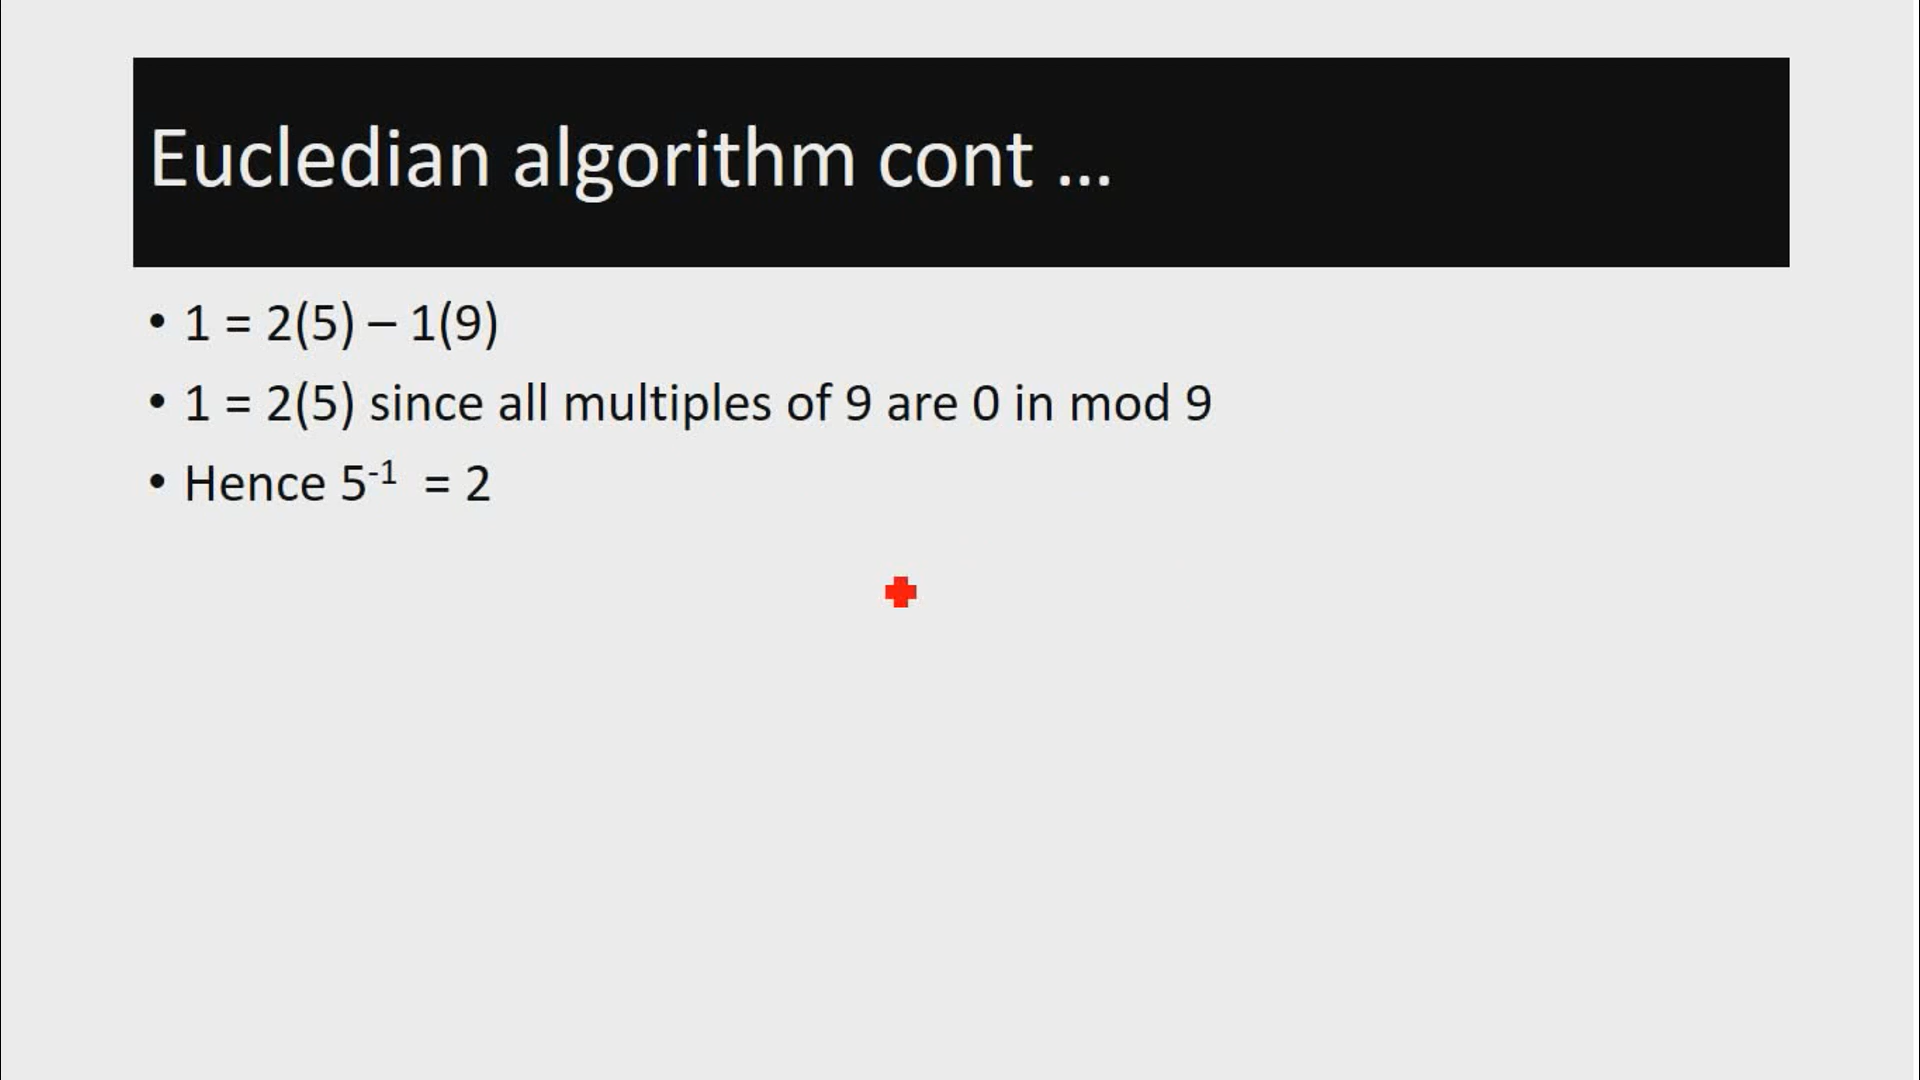 Eucledian algorithm cont ...
• 1 = 2(5) – 1(9)
• 1 = 2(5) since all multiples of 9 are 0 in mod 9
• Hence 5⁻¹ = 2